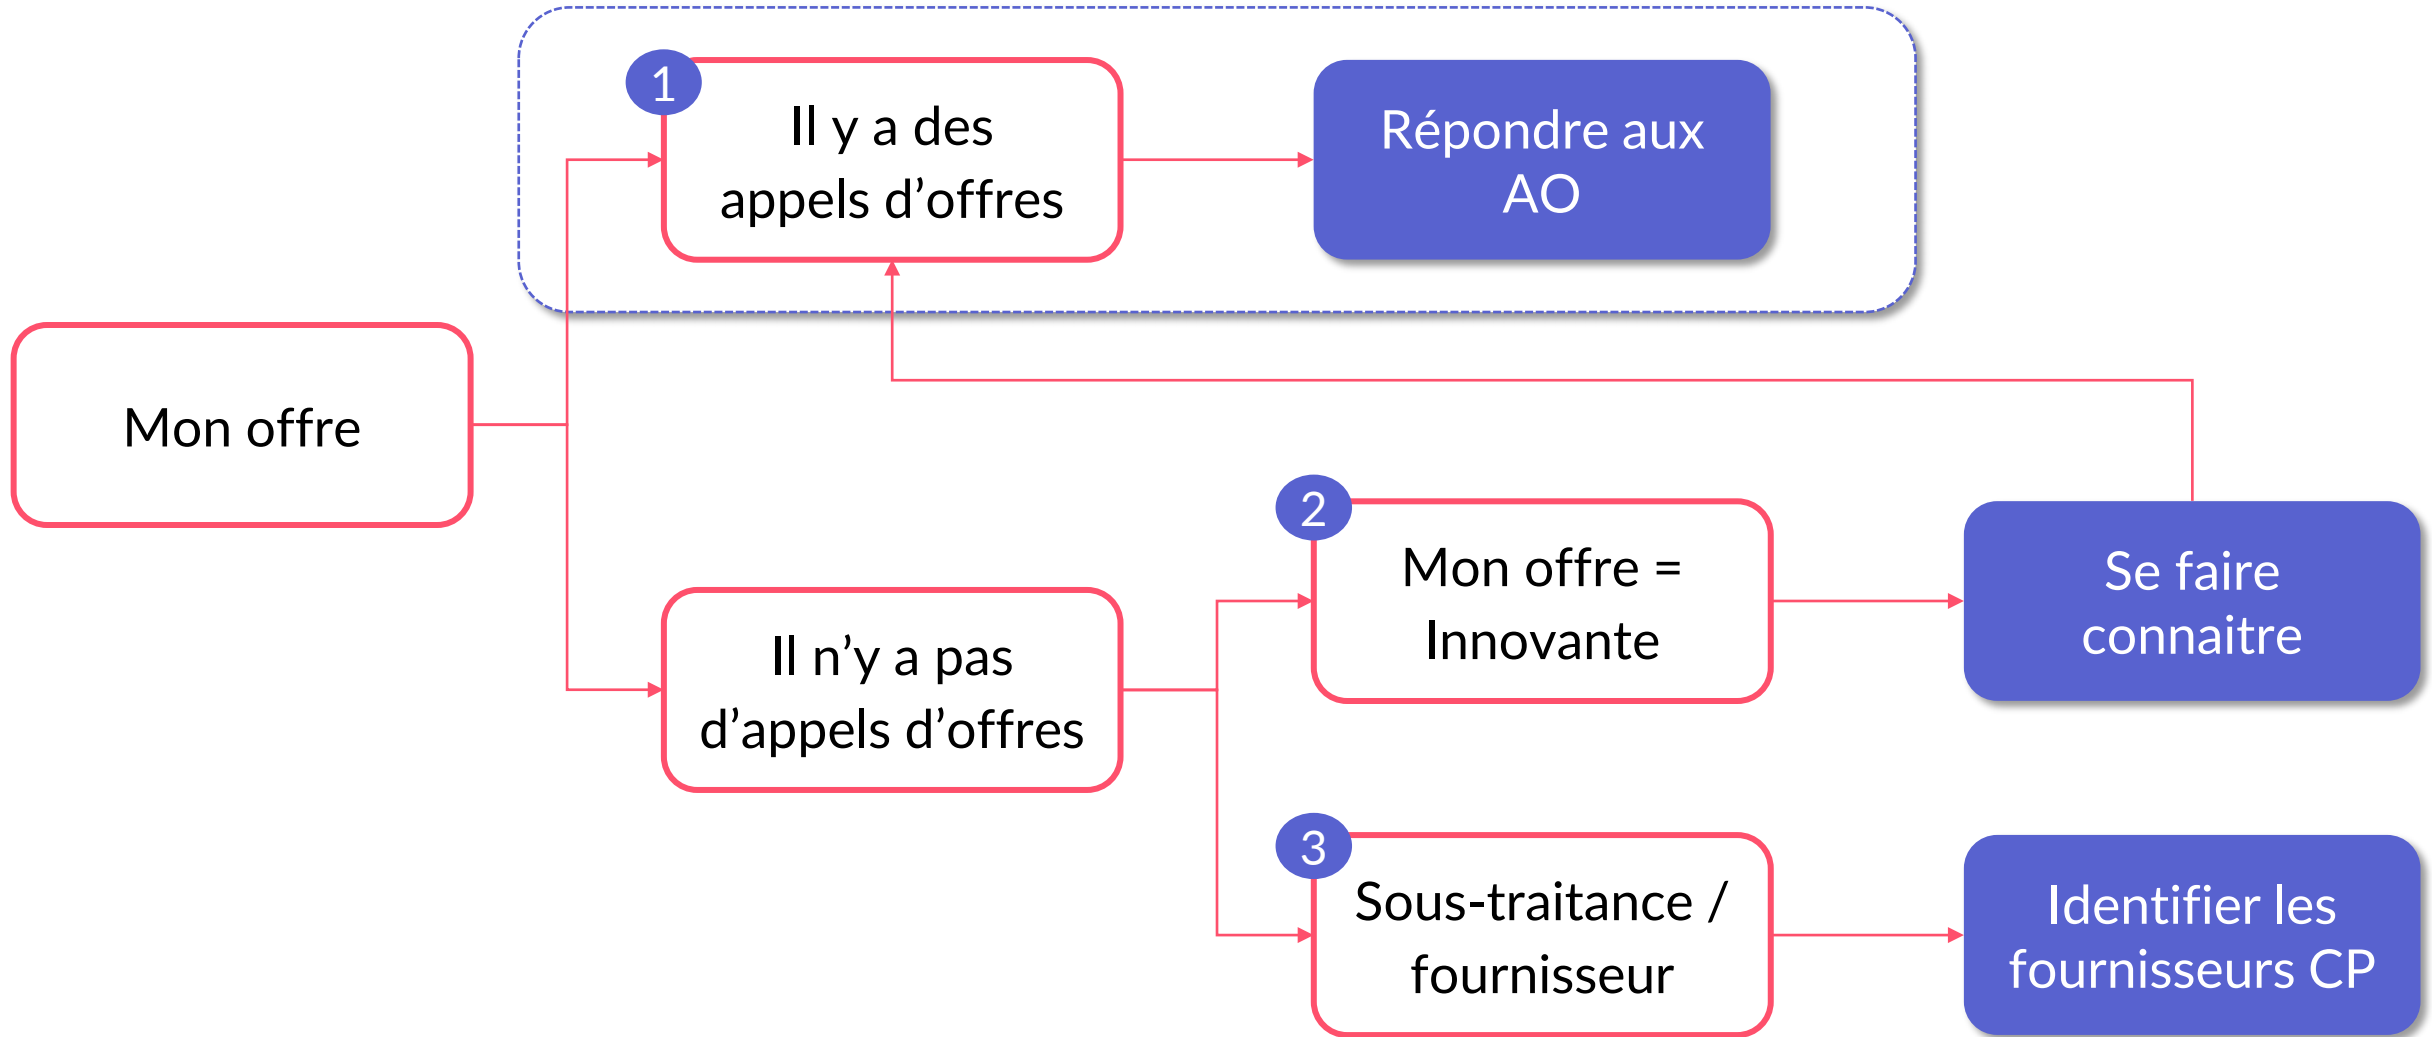 1
Il y a des
appels d’offres
Répondre aux
AO
Mon offre
2
Mon offre =
Innovante
Se faire
connaitre
Il n’y a pas
d’appels d’offres
3
Sous-traitance /
fournisseur
Identifier les
fournisseurs CP